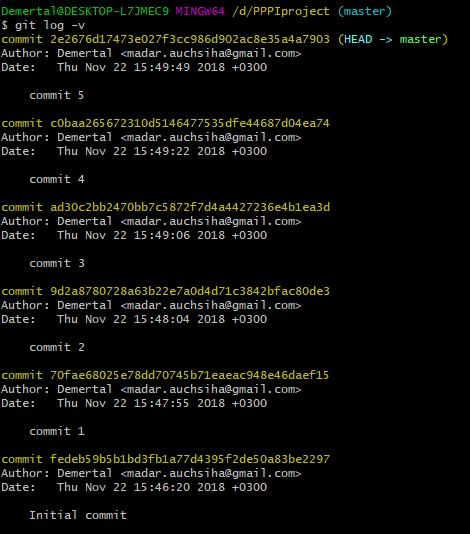 Demertal@DESKTOP-L7JMEC9 MINGW64 /d/PPPIproject (master)
$ git log -v
commit 2e2676d17473e027f3cc986d902ac8e35a4a7903 (HEAD -> master)
Author: Demertal <madar.auchsiha@gmail.com>
Date:   Thu Nov 22 15:49:49 2018 +0300
    commit 5
commit c0baa265672310d5146477535dfe44687d04ea74
Author: Demertal <madar.auchsiha@gmail.com>
Date:   Thu Nov 22 15:49:22 2018 +0300
    commit 4
commit ad30c2bb2470bb7c5872f7d4a4427236e4b1ea3d
Author: Demertal <madar.auchsiha@gmail.com>
Date:   Thu Nov 22 15:49:06 2018 +0300
    commit 3
commit 9d2a8780728a63b22e7a0d4d71c3842bfac80de3
Author: Demertal <madar.auchsiha@gmail.com>
Date:   Thu Nov 22 15:48:04 2018 +0300
    commit 2
commit 70fae68025e78dd70745b71eaeac948e46daef15
Author: Demertal <madar.auchsiha@gmail.com>
Date:   Thu Nov 22 15:47:55 2018 +0300
    commit 1
commit fedeb59b5b1bd3fb1a77d4395f2de50a83be2297
Author: Demertal <madar.auchsiha@gmail.com>
Date:   Thu Nov 22 15:46:20 2018 +0300
    Initial commit